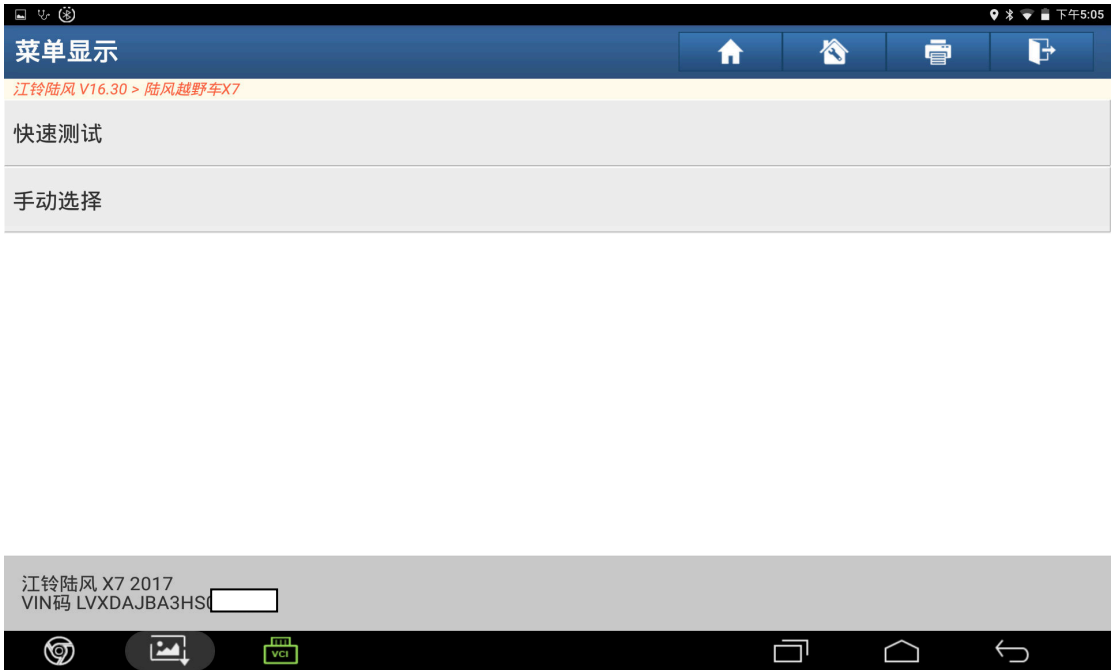 下午5:05
菜单显示
江铃陆风 V16.30 > 陆风越野车X7
快速测试
手动选择
江铃陆风 X7 2017
VIN码 LVXDAJBA3HS
VCI